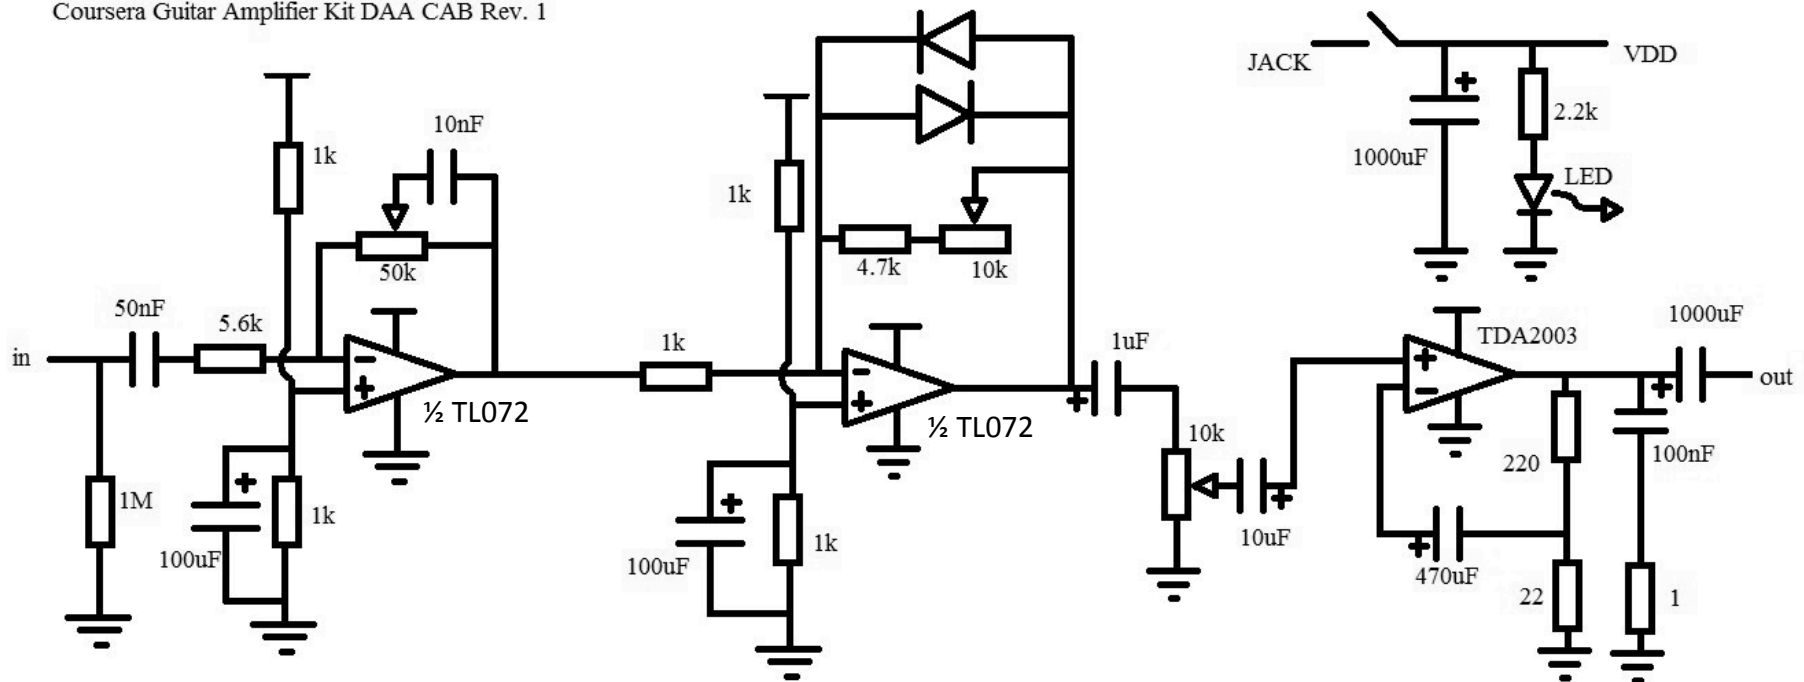 Coursera Guitar Amplifier Kit DAA CAB Rev. 1
JACK
VDD
+
2.2k
1000uF
LED
10nF
1k
1k
50k
4.7k
10k
50nF
5.6k
in
-
+
½ TL072
1k
-
+
½ TL072
1uF
+
TDA2003
+
-
1000uF
+
out
1M
+
100uF
1k
+
100uF
1k
10k
+
10uF
220
100nF
+
470uF
22
1